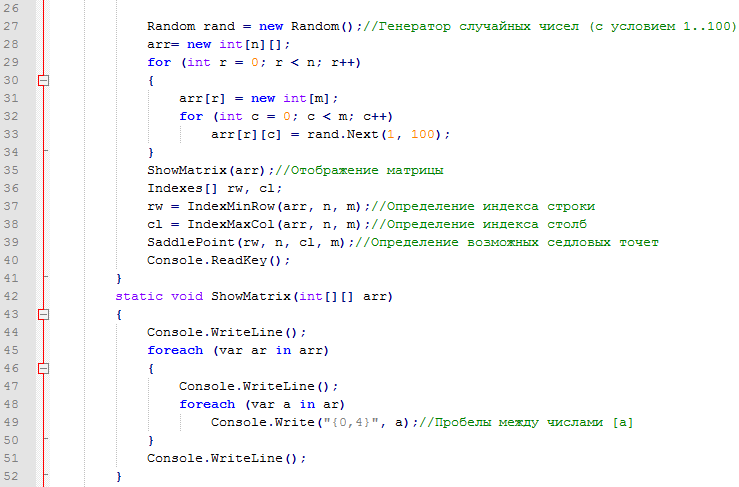 26
27 Random rand = new Random();//Генератор случайных чисел (с условием 1..100)
28 arr= new int[n][];
29 for (int r = 0; r < n; r++)
30 {
31 arr[r] = new int[m];
32 for (int c = 0; c < m; c++)
33 arr[r][c] = rand.Next(1, 100);
34 }
35 ShowMatrix(arr);//Отображение матрицы
36 Indexes[] rw, cl;
37 rw = IndexMinRow(arr, n, m);//Определение индекса строки
38 cl = IndexMaxCol(arr, n, m);//Определение индекса столб
39 SaddlePoint(rw, n, cl, m);//Определение возможных седловых точет
40 Console.ReadKey();
41 }
42 static void ShowMatrix(int[][] arr)
43 {
44 Console.WriteLine();
45 foreach (var ar in arr)
46 {
47 Console.WriteLine();
48 foreach (var a in ar)
49 Console.Write("{0,4}", a);//Пробелы между числами [a]
50 }
51 Console.WriteLine();
52 }